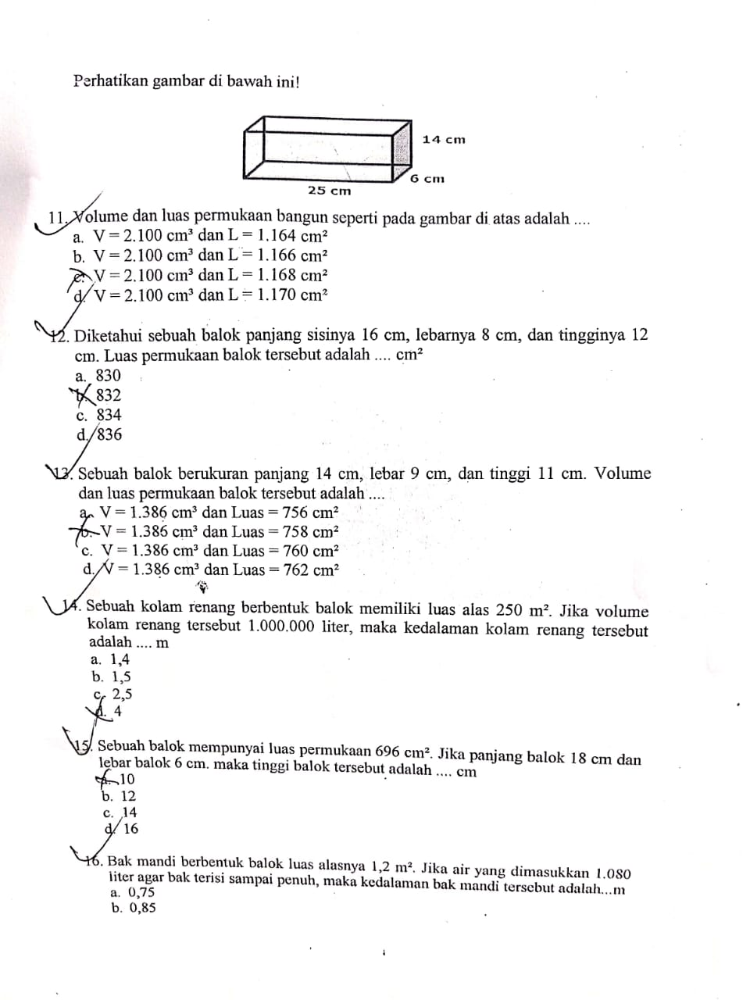 Perhatikan gambar di bawah ini!
14 cm
6 cm
25 cm
11. Volume dan luas permukaan bangun seperti pada gambar di atas adalah ....
a. V = 2.100 cm³ dan L = 1.164 cm²
b. V = 2.100 cm³ dan L = 1.166 cm²
c. V = 2.100 cm³ dan L = 1.168 cm²
d. V = 2.100 cm³ dan L = 1.170 cm²
12. Diketahui sebuah balok panjang sisinya 16 cm, lebarnya 8 cm, dan tingginya 12
cm. Luas permukaan balok tersebut adalah .... cm²
a. 830
b. 832
c. 834
d. 836
13. Sebuah balok berukuran panjang 14 cm, lebar 9 cm, dan tinggi 11 cm. Volume
dan luas permukaan balok tersebut adalah ....
a. V = 1.386 cm³ dan Luas = 756 cm²
b. V = 1.386 cm³ dan Luas = 758 cm²
c. V = 1.386 cm³ dan Luas = 760 cm²
d. V = 1.386 cm³ dan Luas = 762 cm²
14. Sebuah kolam renang berbentuk balok memiliki luas alas 250 m². Jika volume
kolam renang tersebut 1.000.000 liter, maka kedalaman kolam renang tersebut
adalah .... m
a. 1,4
b. 1,5
c. 2,5
d. 4
15. Sebuah balok mempunyai luas permukaan 696 cm². Jika panjang balok 18 cm dan
lebar balok 6 cm. maka tinggi balok tersebut adalah .... cm
a. 10
b. 12
c. 14
d. 16
16. Bak mandi berbentuk balok luas alasnya 1,2 m². Jika air yang dimasukkan 1.080
liter agar bak terisi sampai penuh, maka kedalaman bak mandi tersebut adalah...m
a. 0,75
b. 0,85